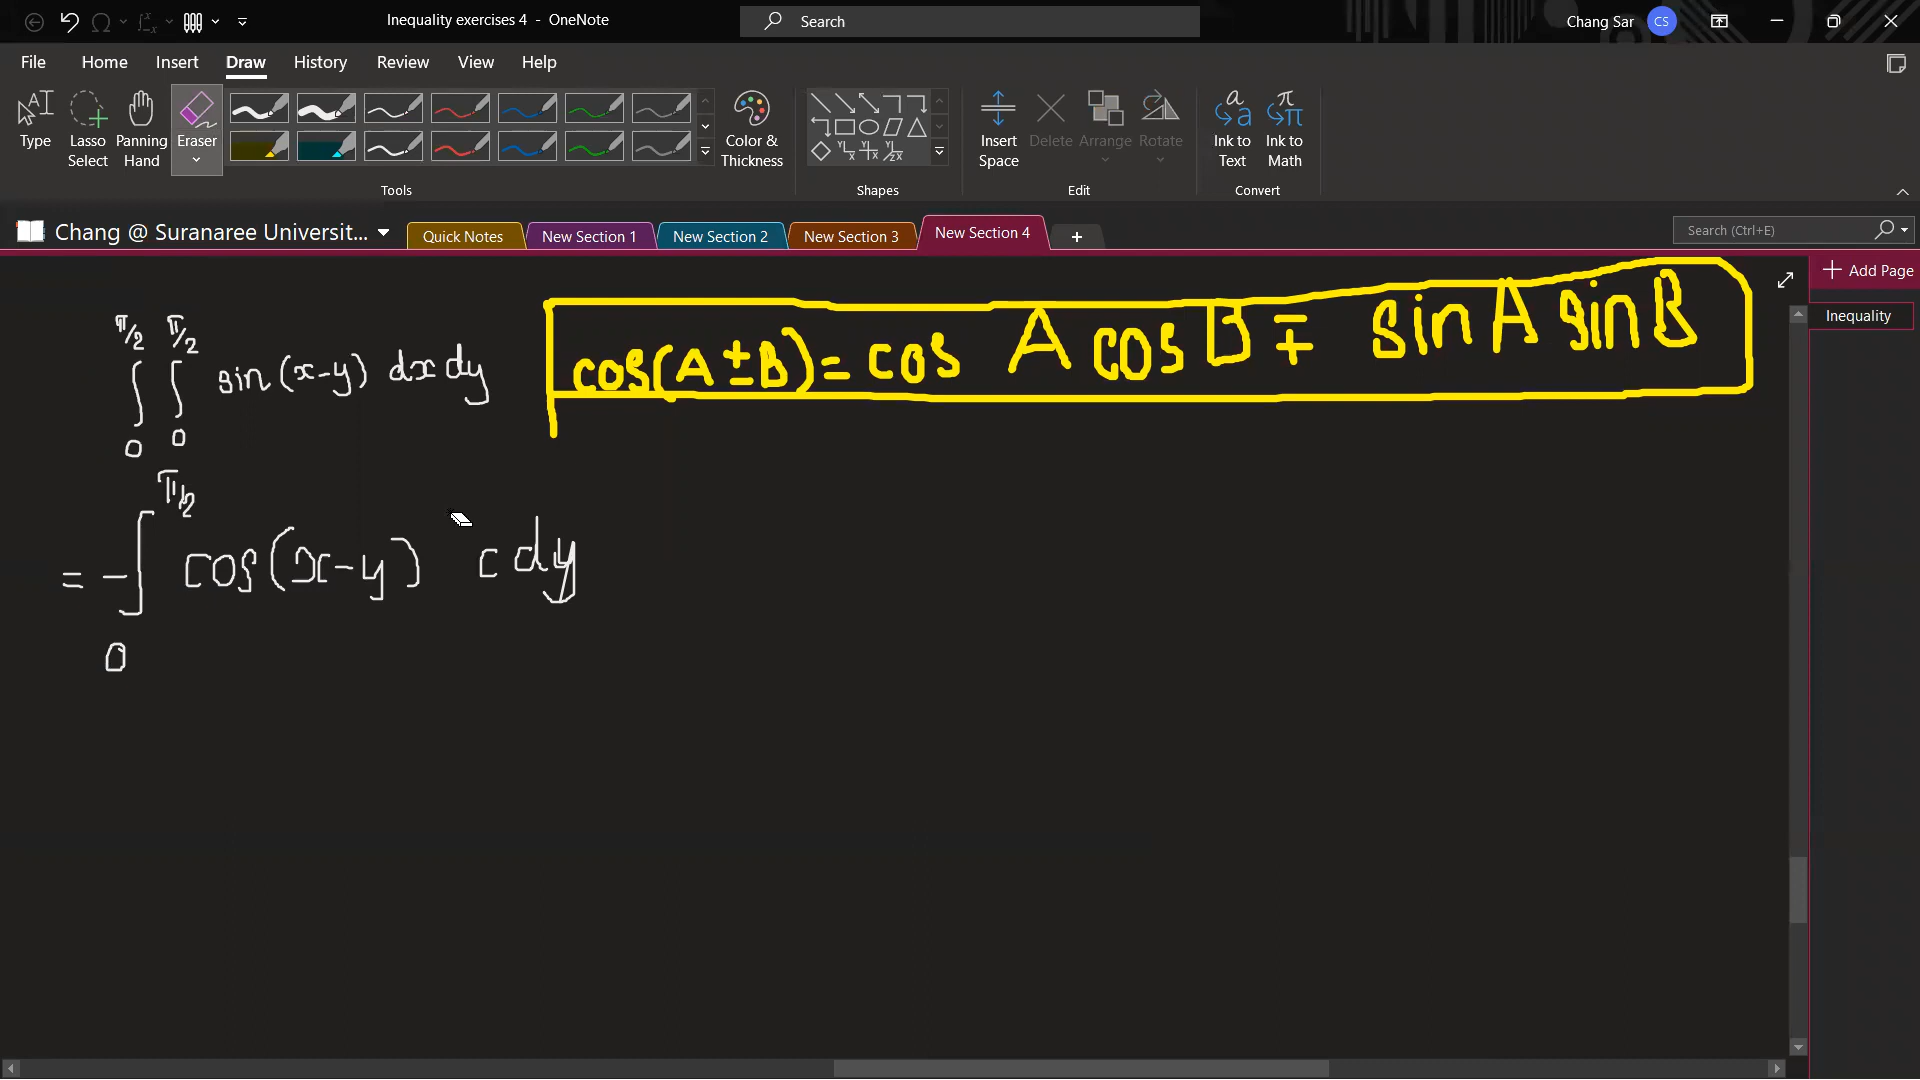 Inequality exercises 4 - OneNote
Search
Chang Sar CS
File Home Insert Draw History Review View Help
Type
Lasso Select
Panning Hand
Eraser
Color & Thickness
Insert Space
Delete
Arrange
Rotate
Ink to Text
Ink to Math
Tools Shapes Edit Convert
Chang @ Suranaree Universit...
Quick Notes New Section 1 New Section 2 New Section 3 New Section 4 +
Search (Ctrl+E)
Add Page
Inequality
cos(A±B)= cos A cos B ∓ sin A sin B
π/2 π/2
∫ ∫ sin(x-y) dx dy
0 0
π/2
= -∫ cos(x-y) c dy
0